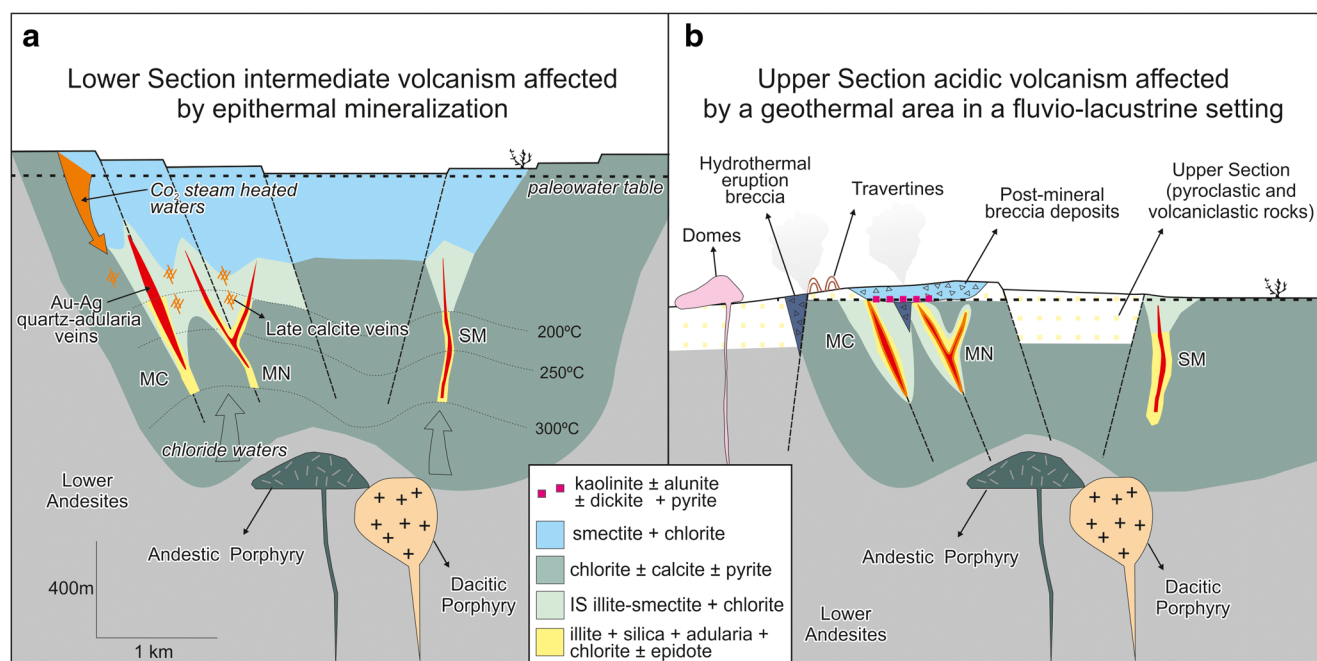 a
Lower Section intermediate volcanism affected
by epithermal mineralization
Co₂ steam heated
waters
paleowater table
Au-Ag
quartz-adularia
veins
Late calcite veins
MC
MN
SM
200ºC
250ºC
300ºC
chloride waters
Lower
Andesites
Andestic Porphyry
Dacitic
Porphyry
400m
1 km
kaolinite ± alunite
± dickite + pyrite
smectite + chlorite
chlorite ± calcite ± pyrite
IS illite-smectite + chlorite
illite + silica + adularia +
chlorite ± epidote
b
Upper Section acidic volcanism affected
by a geothermal area in a fluvio-lacustrine setting
Hydrothermal
eruption
breccia
Travertines
Post-mineral
breccia deposits
Upper Section
(pyroclastic and
volcaniclastic rocks)
Domes
MC
MN
SM
Andestic Porphyry
Dacitic
Porphyry
Lower
Andesites